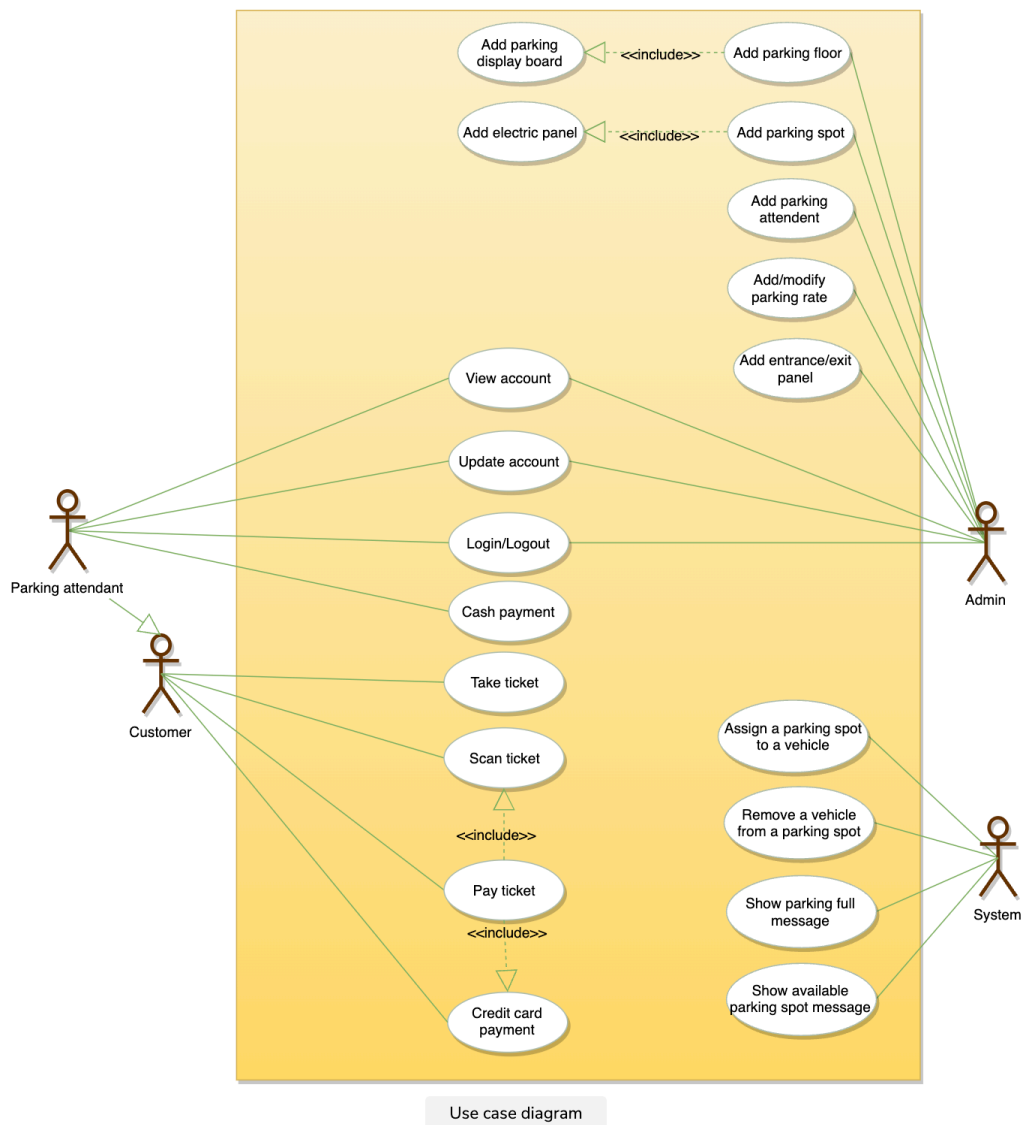 Add parking
display board
<<include>>
Add parking floor
Add electric panel
<<include>>
Add parking spot
Add parking
attendent
Add/modify
parking rate
Add entrance/exit
panel
View account
Update account
Login/Logout
Cash payment
Parking attendant
Admin
Take ticket
Customer
Scan ticket
Assign a parking spot
to a vehicle
<<include>>
Remove a vehicle
from a parking spot
Pay ticket
Show parking full
message
System
<<include>>
Show available
parking spot message
Credit card
payment
Use case diagram